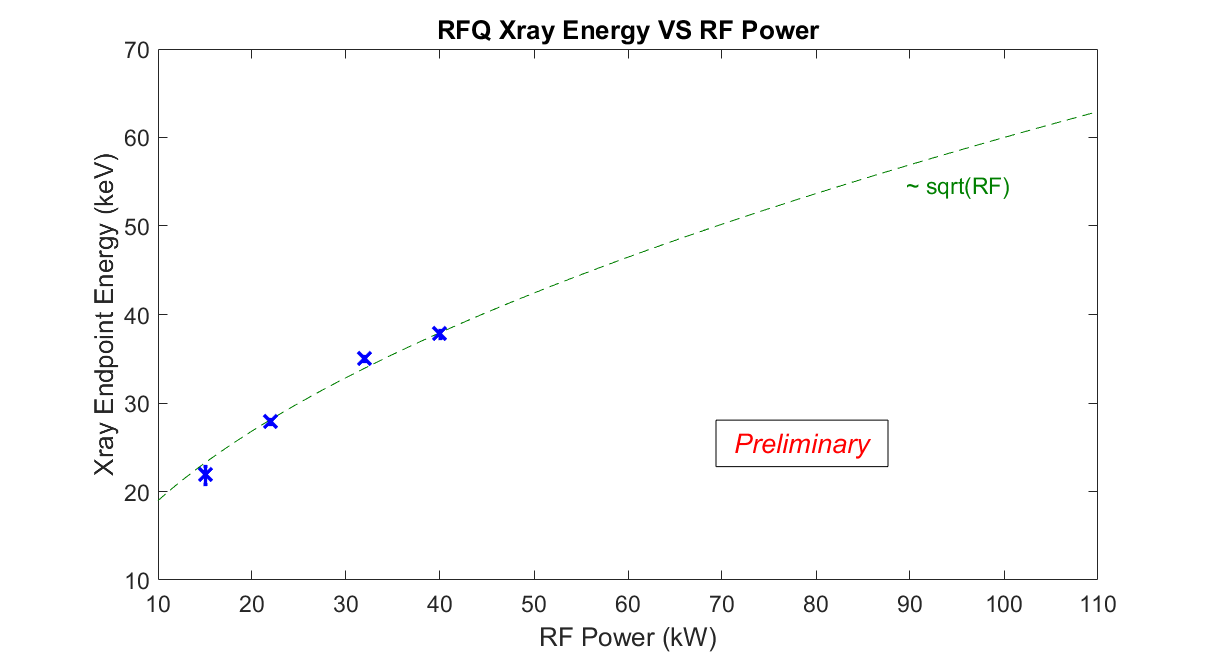 RFQ Xray Energy VS RF Power
70
60
50
40
30
20
10
Xray Endpoint Energy (keV)
~ sqrt(RF)
Preliminary
10 20 30 40 50 60 70 80 90 100 110
RF Power (kW)